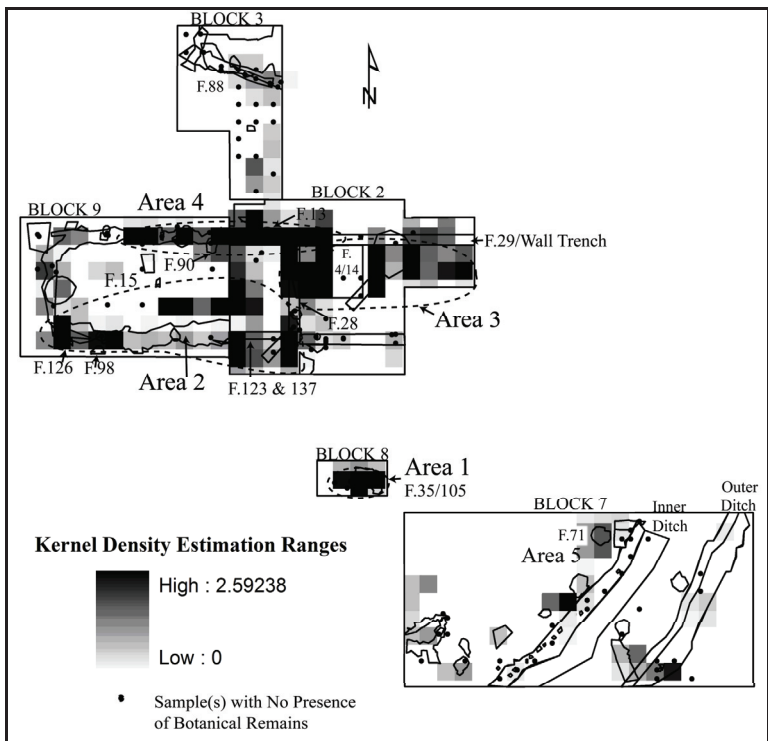 BLOCK 3
F.88
N
BLOCK 2
BLOCK 9
Area 4
F.13
F.29/Wall Trench
F.
4/14
F.90
F.15
F.28
Area 3
F.126
F.98
Area 2
F.123 & 137
BLOCK 8
Area 1
F.35/105
BLOCK 7
Inner
Ditch
Outer
Ditch
F.71
Area 5
Kernel Density Estimation Ranges
High : 2.59238
Low : 0
Sample(s) with No Presence
of Botanical Remains